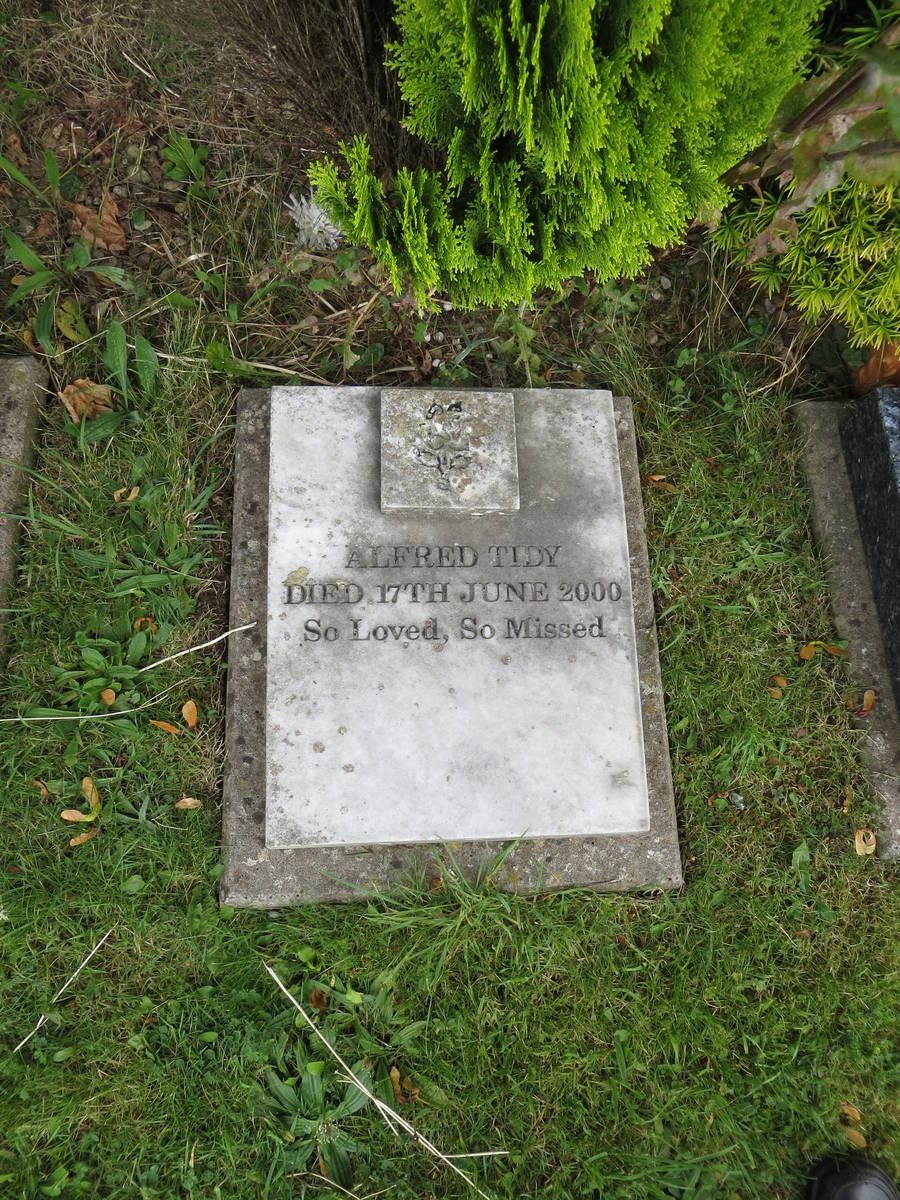 ALFRED TIDY
DIED 17TH JUNE 2000
So Loved, So Missed